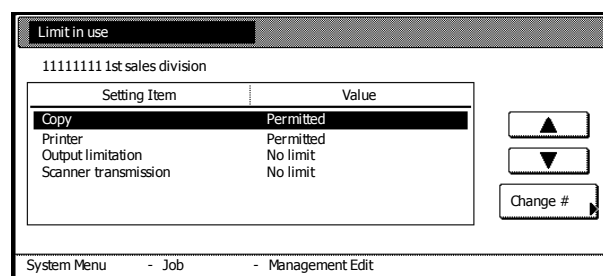 Limit in use
11111111 1st sales division
Setting Item Value
Copy Permitted
Printer Permitted
Output limitation No limit
Scanner transmission No limit
Change #
System Menu - Job - Management Edit